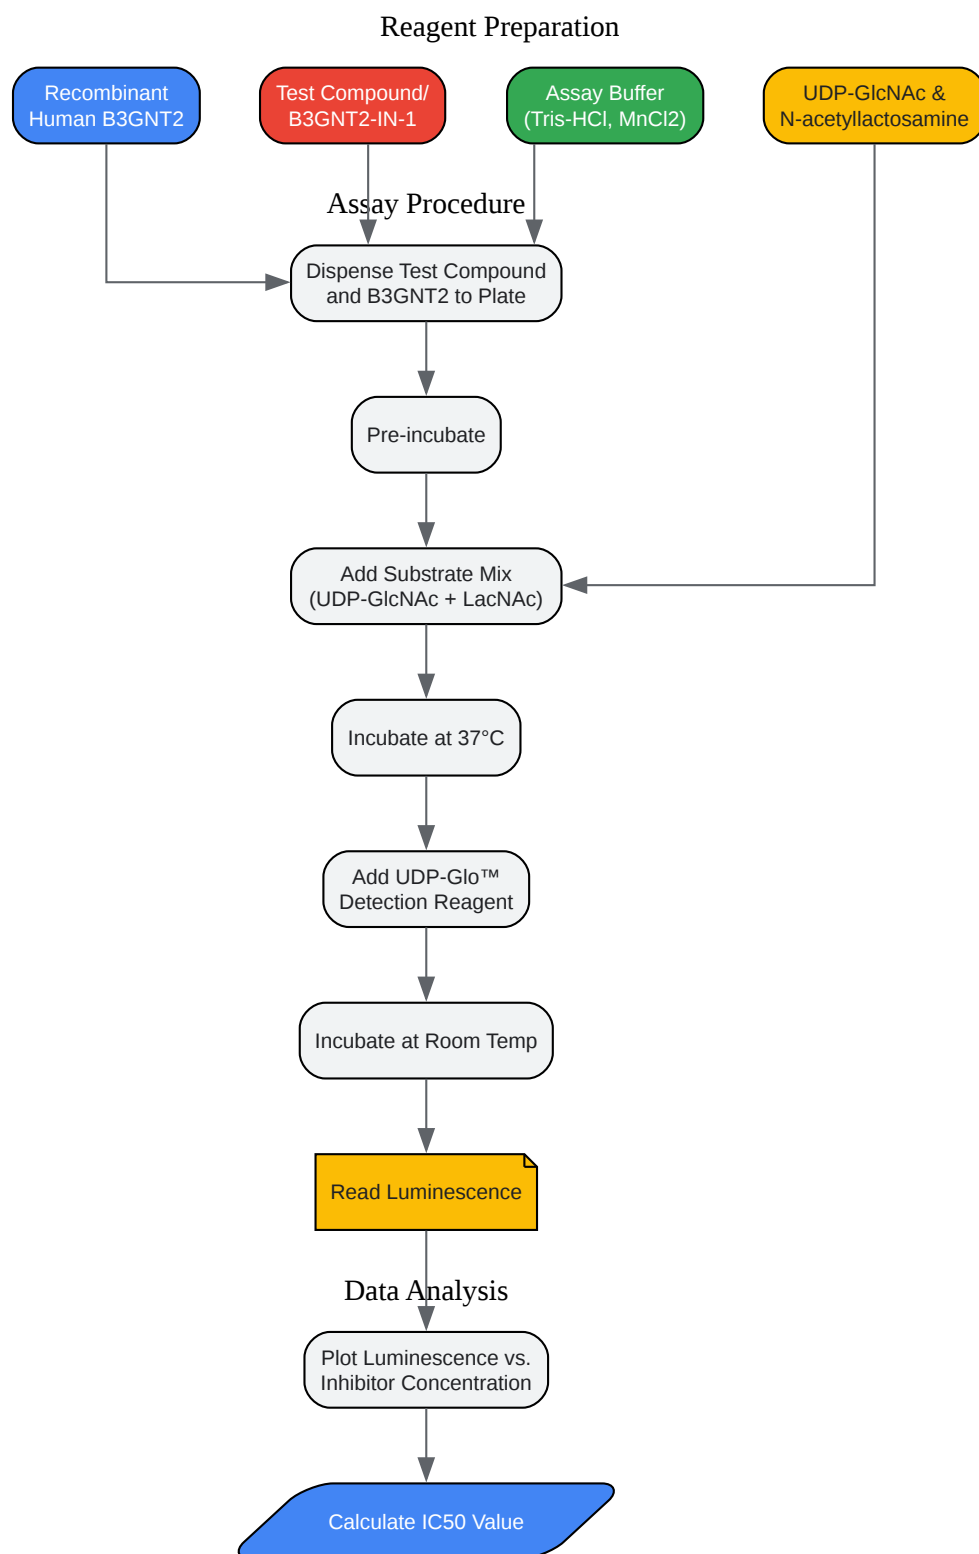 Reagent Preparation
Recombinant
Human B3GNT2
Test Compound/
B3GNT2-IN-1
Assay Buffer
(Tris-HCl, MnCl2)
UDP-GlcNAc &
N-acetyllactosamine
Assay Procedure
Dispense Test Compound
and B3GNT2 to Plate
Pre-incubate
Add Substrate Mix
(UDP-GlcNAc + LacNAc)
Incubate at 37°C
Add UDP-Glo™
Detection Reagent
Incubate at Room Temp
Read Luminescence
Data Analysis
Plot Luminescence vs.
Inhibitor Concentration
Calculate IC50 Value